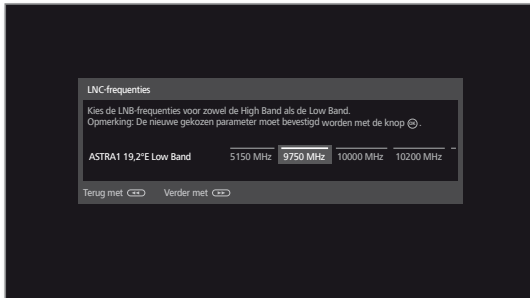 LNC-frequenties
Kies de LNB-frequenties voor zowel de High Band als de Low Band.
Opmerking: De nieuwe gekozen parameter moet bevestigd worden met de knop OK.
ASTRA1 19,2°E Low Band 5150 MHz 9750 MHz 10000 MHz 10200 MHz
Terug met Verder met